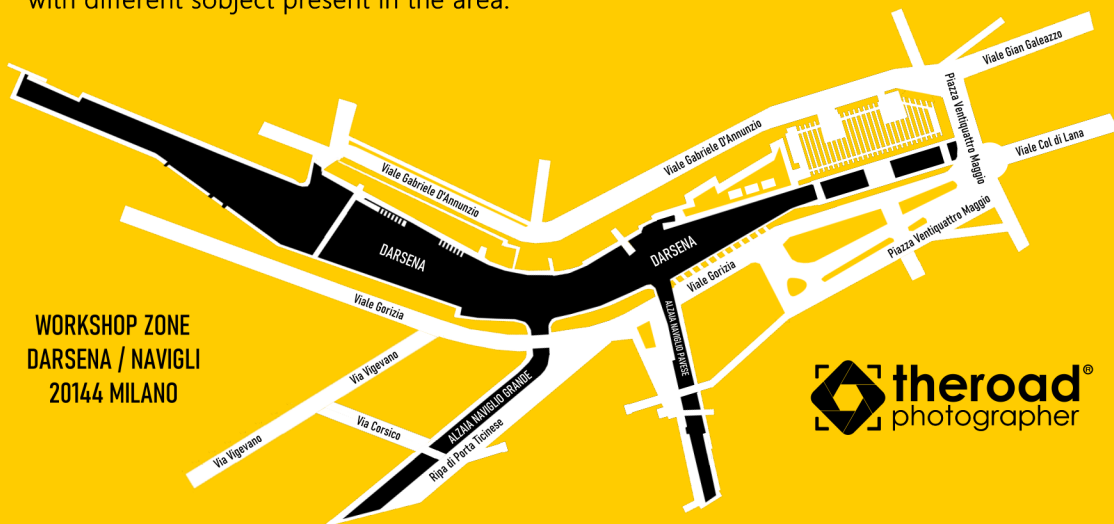 with different sobject present in the area.
Viale Gian Galeazzo
Piazza Ventiquattro Maggio
Viale Col di Lana
Viale Gabriele D'Annunzio
Viale Gabriele D'Annunzio
DARSENA
DARSENA
Viale Gorizia
Piazza Ventiquattro Maggio
Viale Gorizia
ALZAIA NAVIGLIO PAVESE
WORKSHOP ZONE
DARSENA / NAVIGLI
20144 MILANO
Via Vigevano
ALZAIA NAVIGLIO GRANDE
Via Corsico
Ripa di Porta Ticinese
Via Vigevano
theroad®
photographer